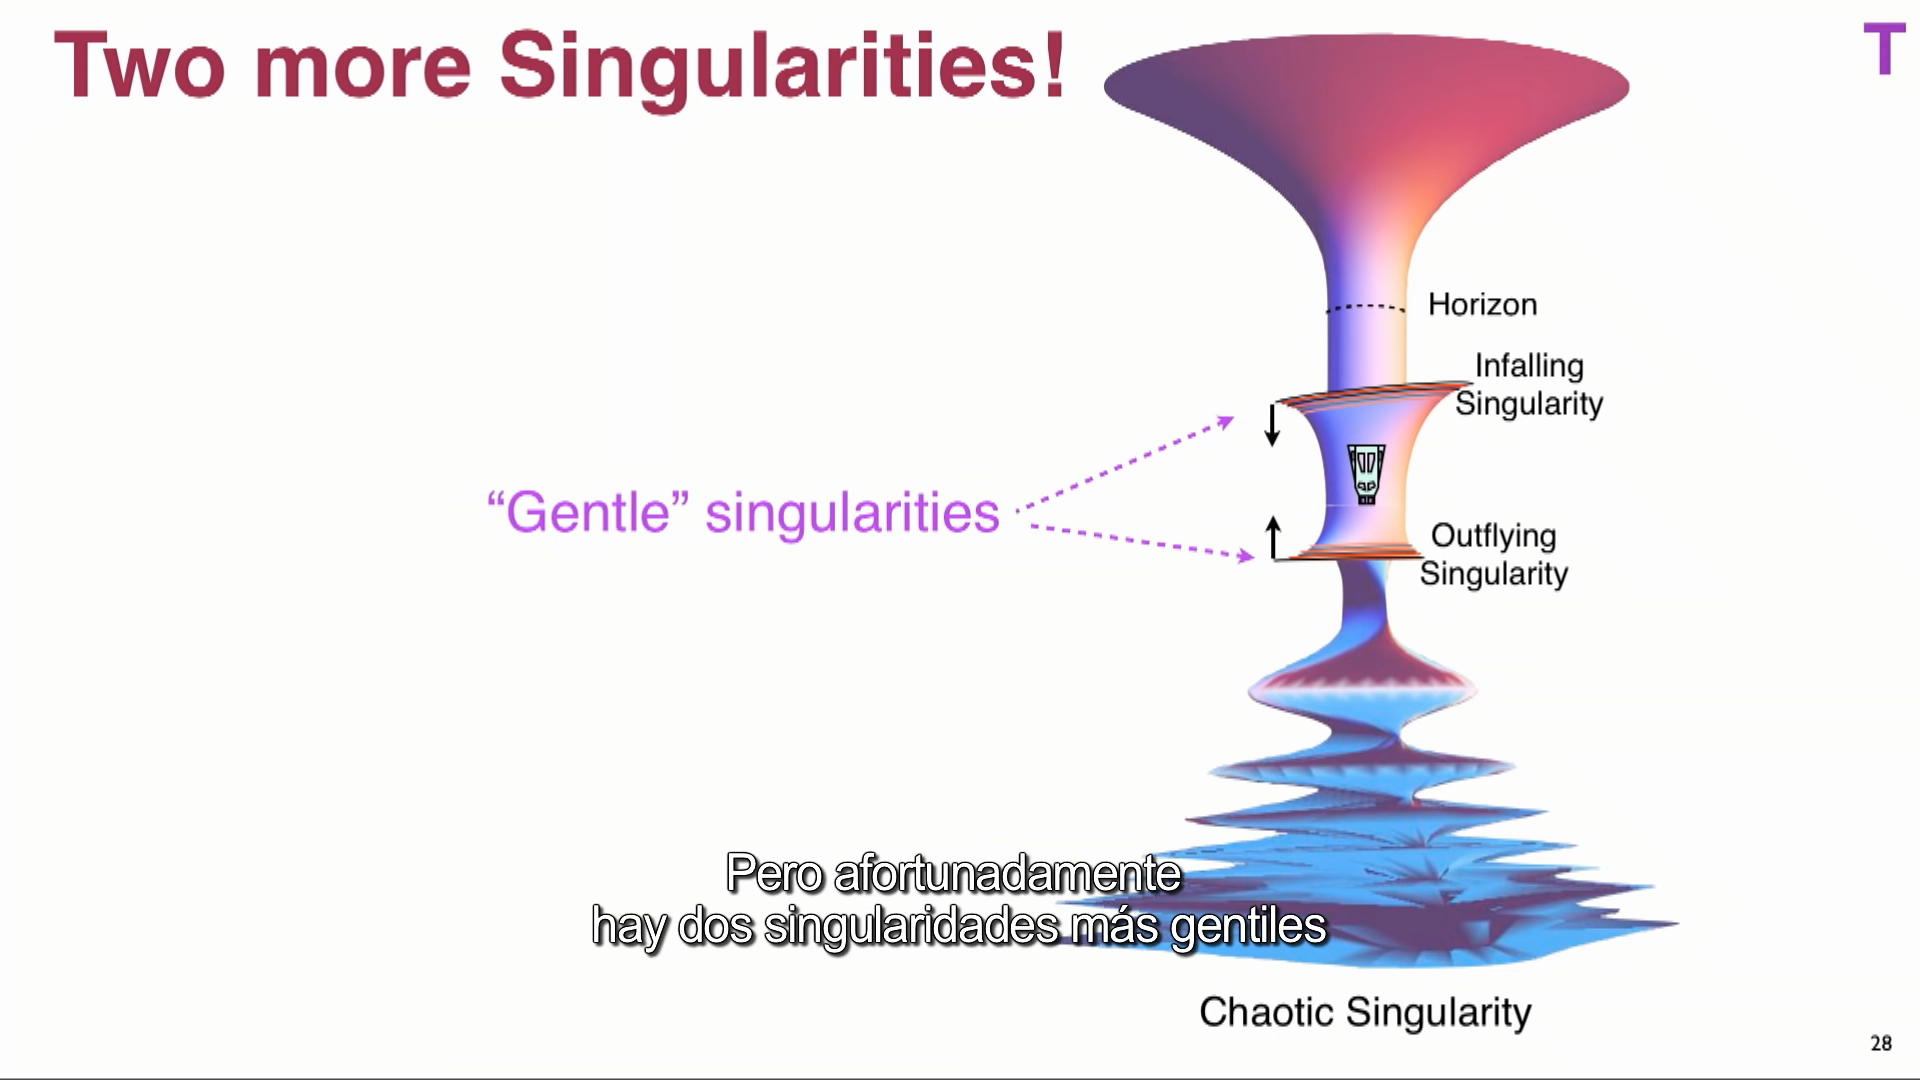 Two more Singularities!
T
Horizon
Infalling
Singularity
“Gentle” singularities
Outflying
Singularity
Pero afortunadamente
hay dos singularidades más gentiles
Chaotic Singularity
28